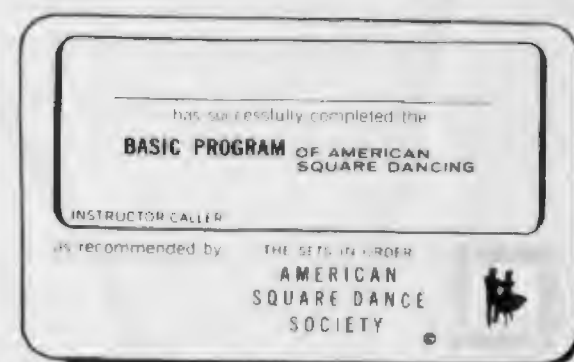 has successfully completed the
BASIC PROGRAM OF AMERICAN
SQUARE DANCING
INSTRUCTOR CALLER
as recommended by THE SETS IN ORDER
AMERICAN
SQUARE DANCE
SOCIETY
©